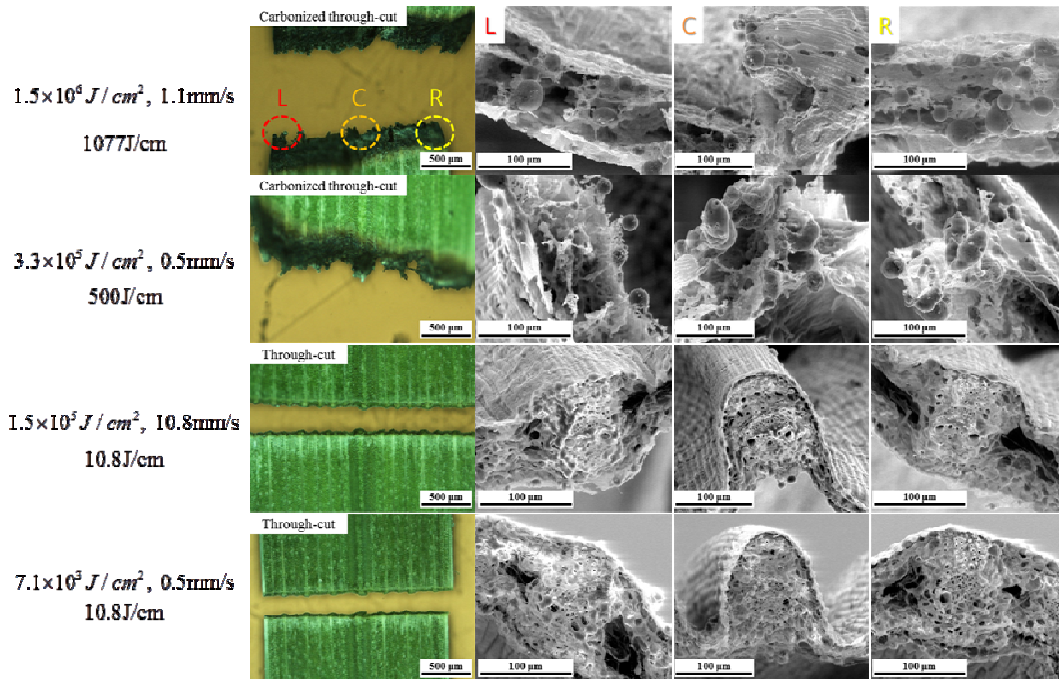 Carbonized through-cut
L
C
R
1.5×10⁶ J / cm², 1.1mm/s
1077J/cm
L
C
R
500 μm
100 μm
100 μm
100 μm
Carbonized through-cut
3.3×10⁵ J / cm², 0.5mm/s
500J/cm
500 μm
100 μm
100 μm
100 μm
Through-cut
1.5×10⁵ J / cm², 10.8mm/s
10.8J/cm
500 μm
100 μm
100 μm
100 μm
Through-cut
7.1×10³ J / cm², 0.5mm/s
10.8J/cm
500 μm
100 μm
100 μm
100 μm